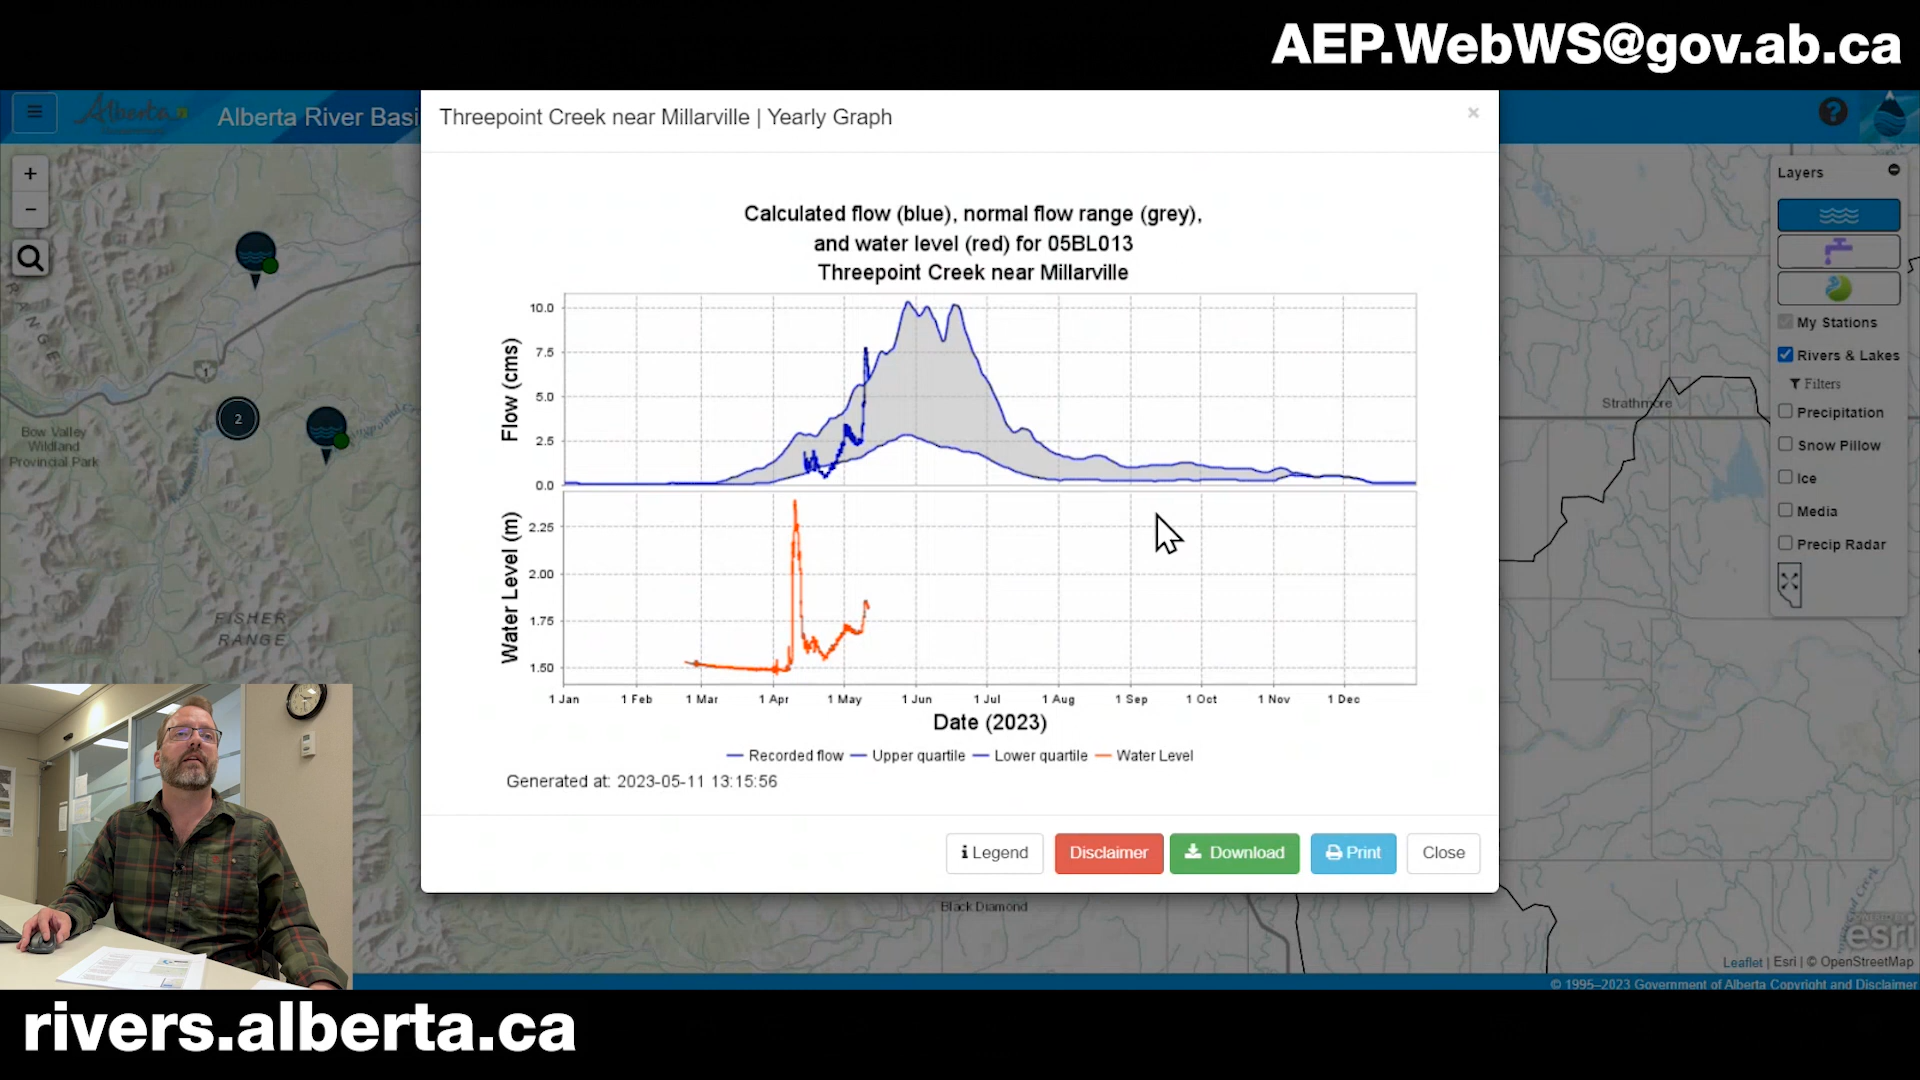 AEP.WebWS@gov.ab.ca
Alberta
Alberta River Basi
Threepoint Creek near Millarville | Yearly Graph
×
?
+
−
Layers
Calculated flow (blue), normal flow range (grey),
and water level (red) for 05BL013
Threepoint Creek near Millarville
10.0
7.5
5.0
2.5
0.0
Flow (cms)
2.25
2.00
1.75
1.50
Water Level (m)
1 Jan
1 Feb
1 Mar
1 Apr
1 May
1 Jun
1 Jul
1 Aug
1 Sep
1 Oct
1 Nov
1 Dec
Date (2023)
Recorded flow
Upper quartile
Lower quartile
Water Level
Generated at: 2023-05-11 13:15:56
Legend
Disclaimer
Download
Print
Close
My Stations
Rivers & Lakes
Filters
Precipitation
Snow Pillow
Ice
Media
Precip Radar
Strathmore
1
2
Bow Valley
Wildland
Provincial Park
FISHER
RANGE
Black Diamond
POWERED BY
esri
Leaflet | Esri | © OpenStreetMap
© 1995–2023 Government of Alberta Copyright and Disclaimer
rivers.alberta.ca